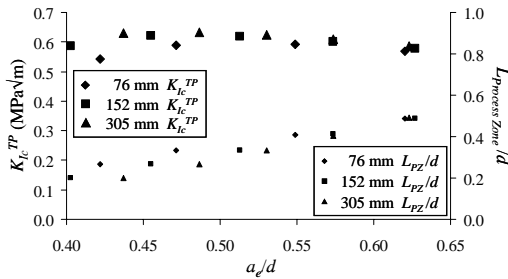 0.7
0.6
0.5
0.4
0.3
0.2
0.1
0.0
K_Ic^TP (MPa√m)
1.0
0.8
0.6
0.4
0.2
0.0
L_Process Zone/d
76 mm K_Ic^TP
152 mm K_Ic^TP
305 mm K_Ic^TP
76 mm L_PZ/d
152 mm L_PZ/d
305 mm L_PZ/d
0.40 0.45 0.50 0.55 0.60 0.65
a_e/d